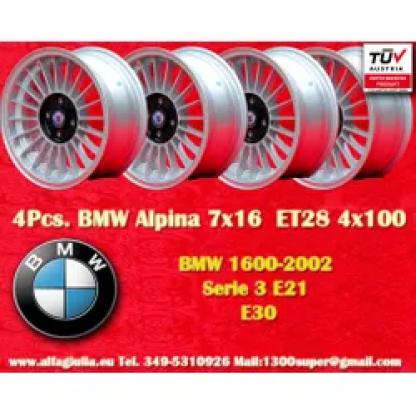 TÜV
AUSTRIA
4Pcs. BMW Alpina 7x16 ET28 4x100
BMW 1600-2002
Serie 3 E21
E30
BMW
www.alfagiulia.eu Tel. 349-5310926 Mail:1300super@gmail.com